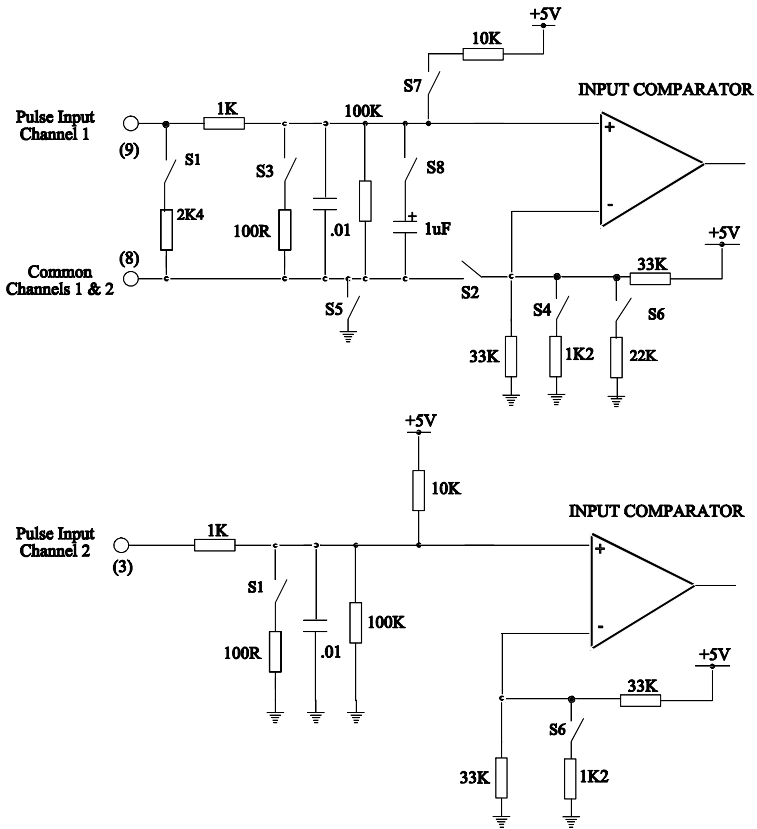 +5V
10K
S7
INPUT COMPARATOR
Pulse Input
Channel 1
(9)
1K
100K
+
S1
S3
S8
-
2K4
100R
.01
+
1uF
+5V
(8)
Common
Channels 1 & 2
S2
33K
S5
S4
S6
33K
1K2
22K
+5V
10K
INPUT COMPARATOR
Pulse Input
Channel 2
(3)
1K
+
S1
100R
.01
100K
-
+5V
33K
S6
33K
1K2